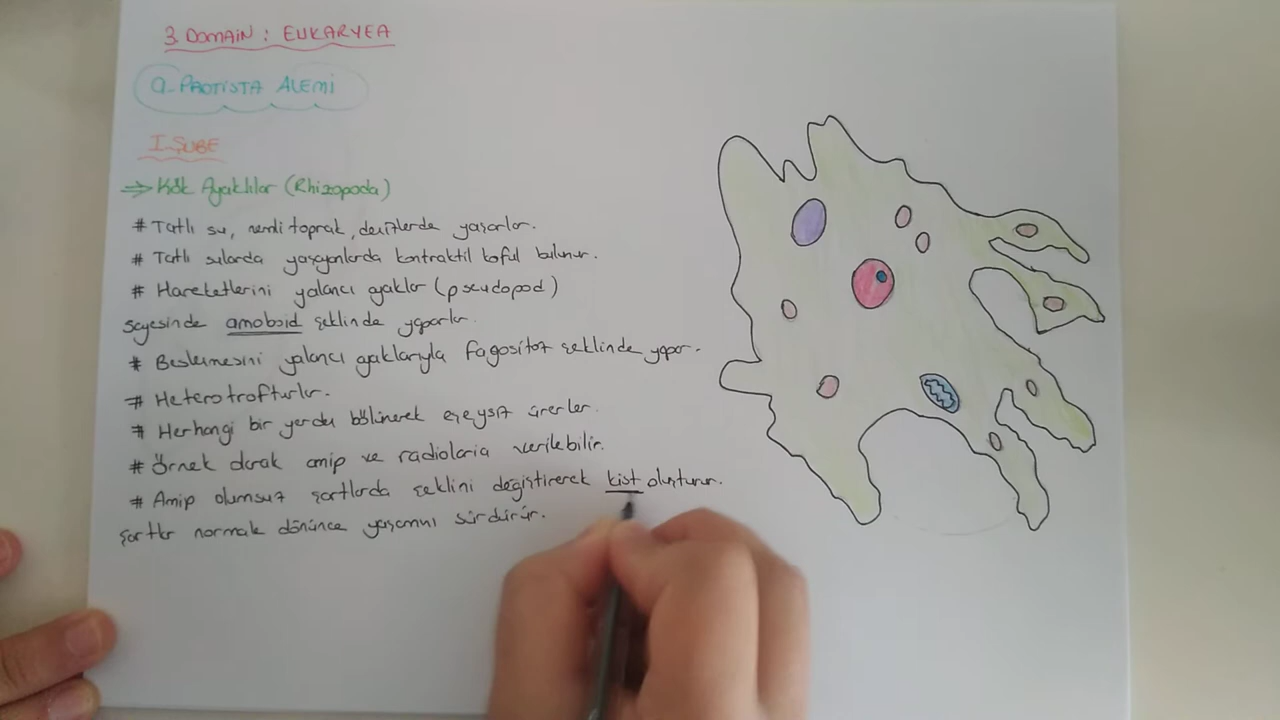 3. DOMAIN : EUKARYEA
a- PROTİSTA ALEMİ
I. ŞUBE
⇒ Kök Ayaklılar (Rhizopoda)
# Tatlı su, nemli toprak, denizlerde yaşarlar.
# Tatlı sularda yaşayanlarda kontraktil koful bulunur.
# Hareketlerini yalancı ayaklar (pseudopod)
sayesinde amoboid şeklinde yaparlar.
# Beslenmesini yalancı ayaklarıyla fagositoz şeklinde yapar.
# Heterotrofturlar.
# Herhangi bir yerden bölünerek eşeysiz ürerler.
# Örnek olarak amip ve radiolaria verilebilir.
# Amip olumsuz şartlarda şeklini değiştirerek kist oluşturur.
Şartlar normale dönünce yaşamını sürdürür.